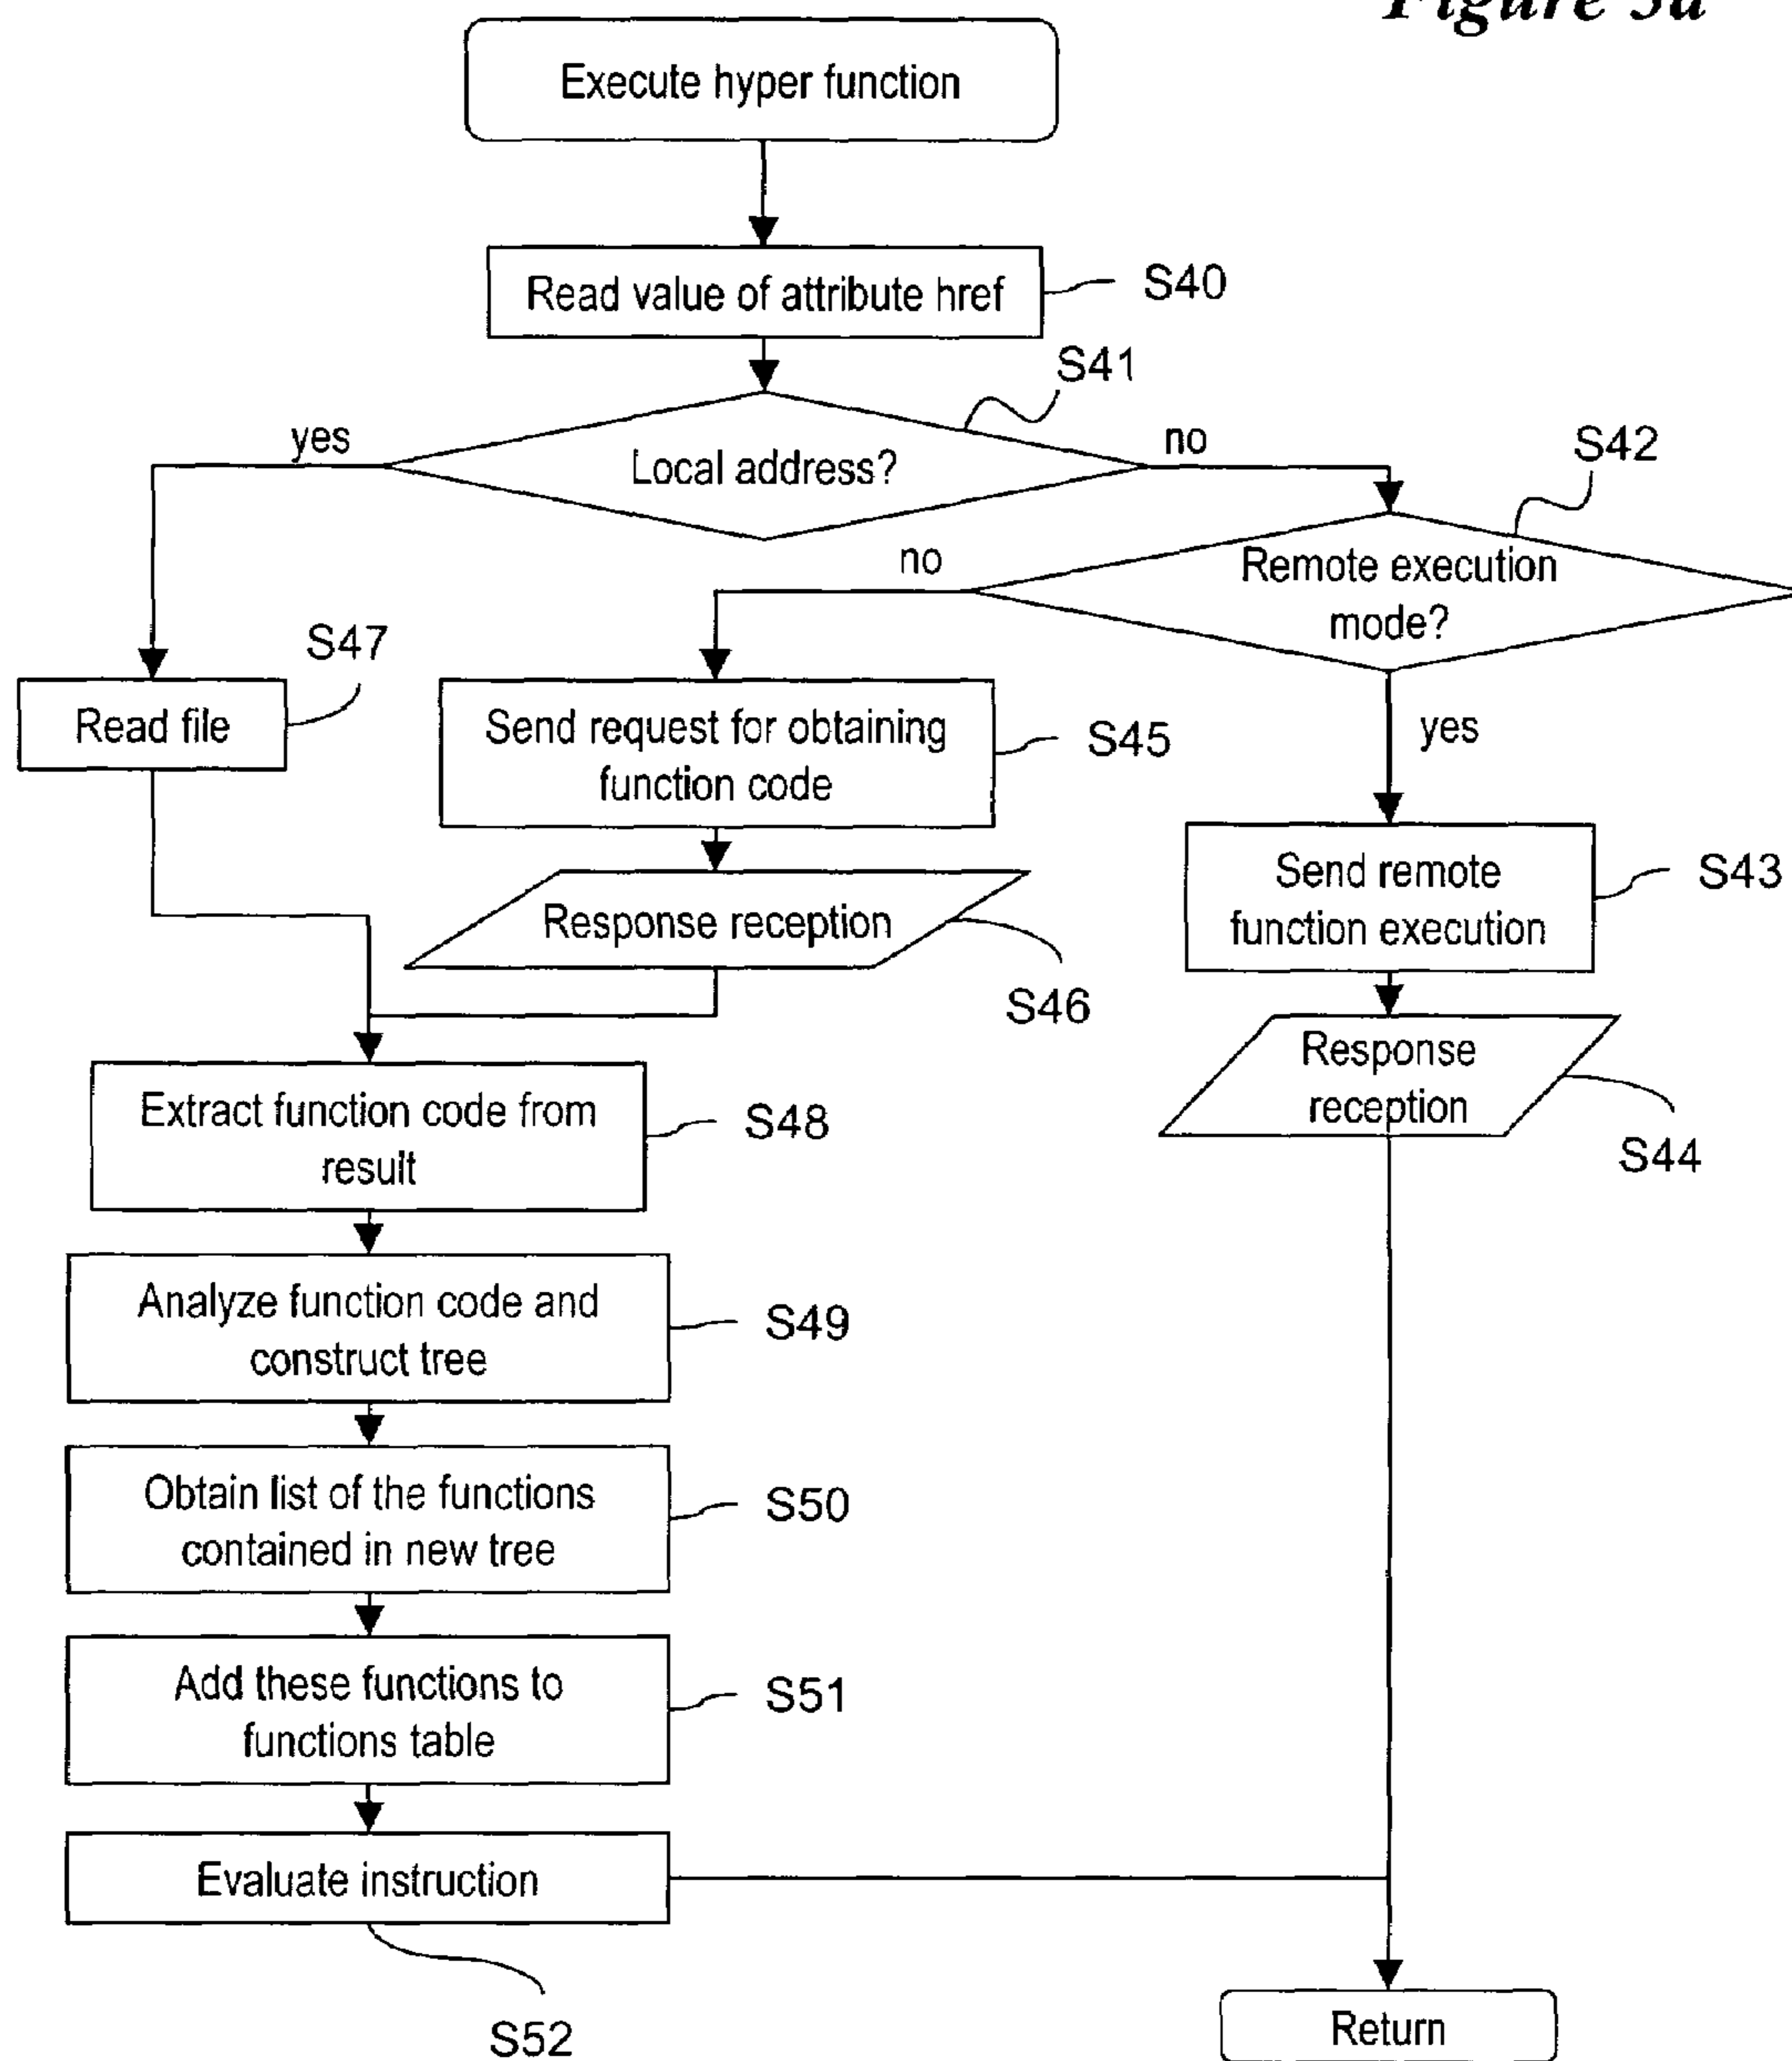 Figure
Execute hyper function
Read value of attribute href
S40
S41
yes
Local address?
no
S42
no
Remote execution
mode?
S47
Read file
Send request for obtaining
function code
S45
yes
Response reception
S46
Send remote
function execution
S43
Response
reception
S44
Extract function code from
result
S48
Analyze function code and
construct tree
S49
Obtain list of the functions
contained in new tree
S50
Add these functions to
functions table
S51
Evaluate instruction
S52
Return